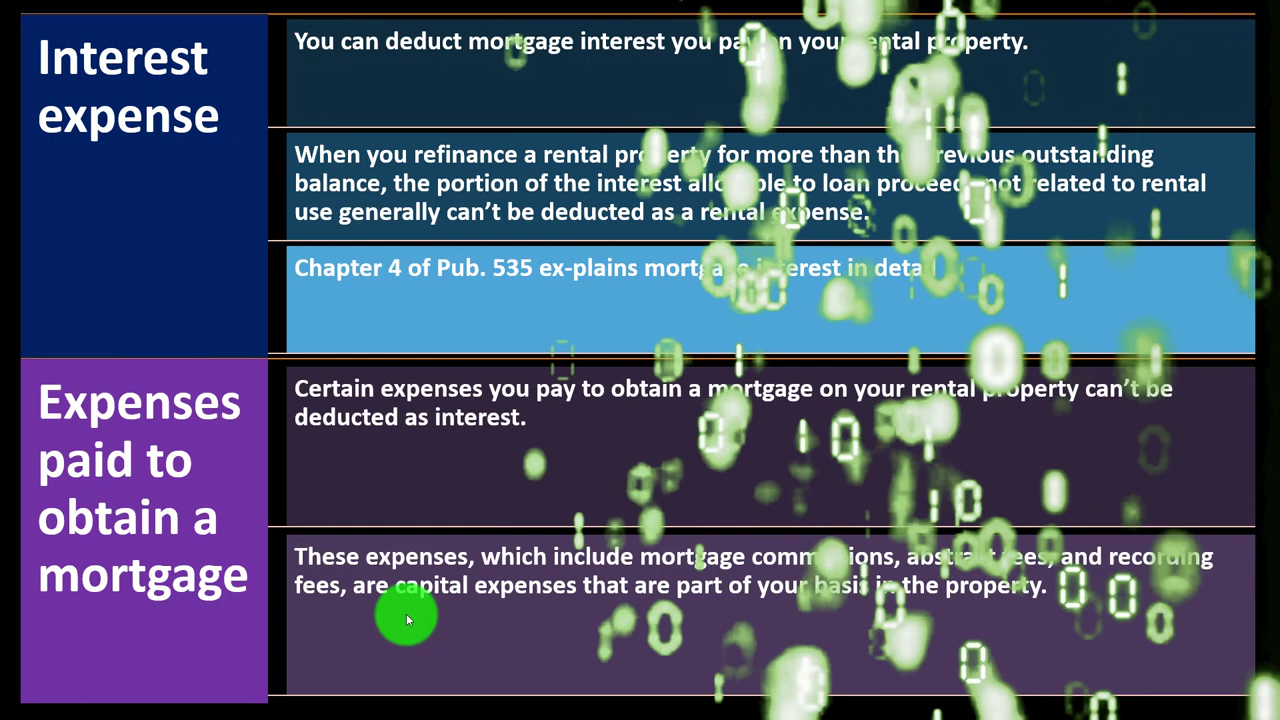 Interest
expense
You can deduct mortgage interest you pay on your rental property.
When you refinance a rental property for more than the previous outstanding
balance, the portion of the interest allocable to loan proceeds not related to rental
use generally can’t be deducted as a rental expense.
Chapter 4 of Pub. 535 ex-plains mortgage interest in detail
Expenses
paid to
obtain a
mortgage
Certain expenses you pay to obtain a mortgage on your rental property can’t be
deducted as interest.
These expenses, which include mortgage commissions, abstract fees, and recording
fees, are capital expenses that are part of your basis in the property.